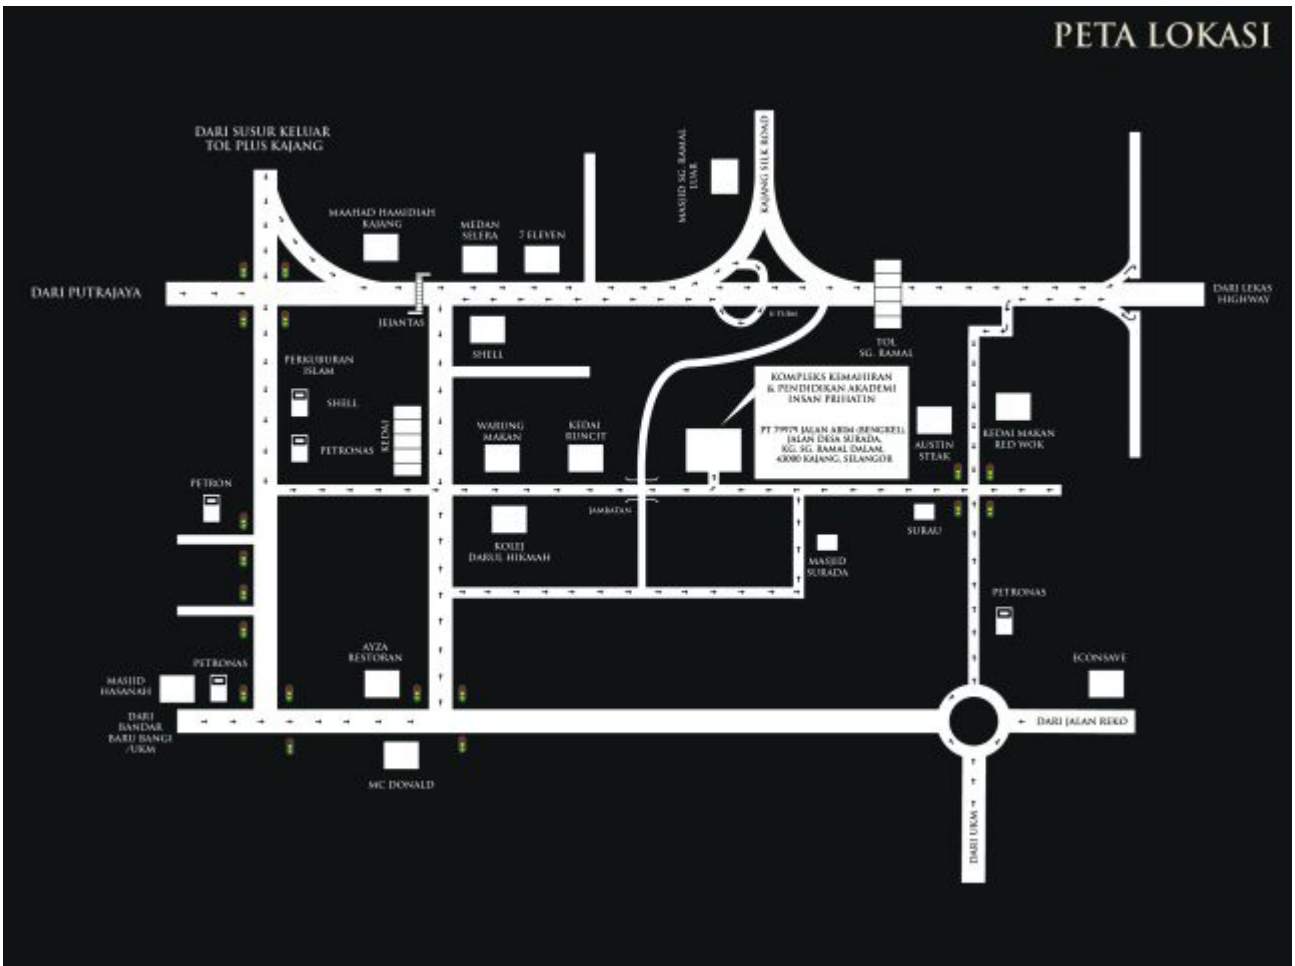 PETA LOKASI
DARI SUSUR KELUAR
TOL PLUS KAJANG
MASJID SG. RAMAL
LUAR
KAJANG SILK ROAD
MAAHAD HAMIDIAH
KAJANG
MEDAN
SELERA
7 ELEVEN
DARI PUTRAJAYA
DARI LEKAS
HIGHWAY
JEJANTAS
U-TURN
SHELL
TOL
SG. RAMAL
PERKUBURAN
ISLAM
SHELL
PETRONAS
KEDAI
KOMPLEKS KEMAHIRAN
& PENDIDIKAN AKADEMI
INSAN PRIHATIN
PT 79979 JALAN ABIM (BENGKEL),
JALAN DESA SURADA,
KG. SG. RAMAL DALAM,
43000 KAJANG, SELANGOR
WARUNG
MAKAN
KEDAI
RUNCIT
AUSTIN
STEAK
KEDAI MAKAN
RED WOK
PETRON
JAMBATAN
SURAU
KOLEJ
DARUL HIKMAH
MASJID
SURADA
PETRONAS
AYZA
RESTORAN
PETRONAS
MASJID
HASANAH
ECONSAVE
DARI
BANDAR
BARU BANGI
/UKM
DARI JALAN REKO
MC DONALD
DARI UKM